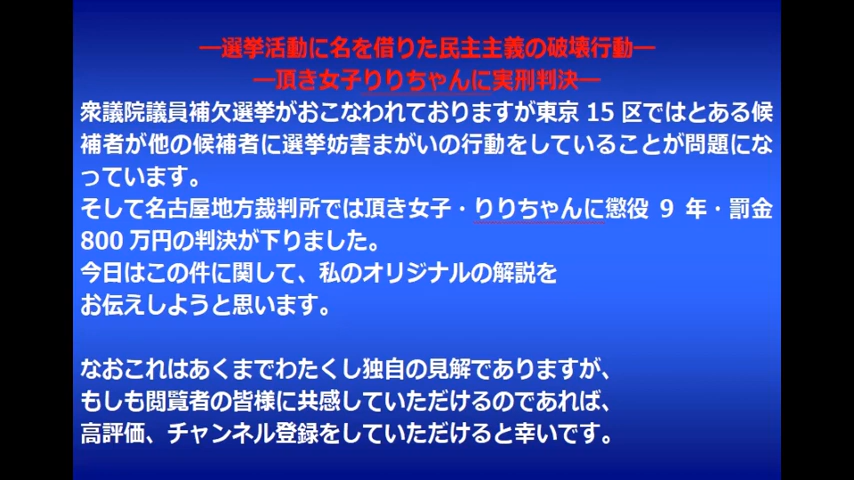 ―選挙活動に名を借りた民主主義の破壊行動―
―頂き女子りりちゃんに実刑判決―
衆議院議員補欠選挙がおこなわれておりますが東京 15 区ではとある候
補者が他の候補者に選挙妨害まがいの行動をしていることが問題にな
っています。
そして名古屋地方裁判所では頂き女子・りりちゃんに懲役 9 年・罰金
800 万円の判決が下りました。
今日はこの件に関して、私のオリジナルの解説を
お伝えしようと思います。
なおこれはあくまでわたくし独自の見解でありますが、
もしも閲覧者の皆様に共感していただけるのであれば、
高評価、チャンネル登録をしていただけると幸いです。